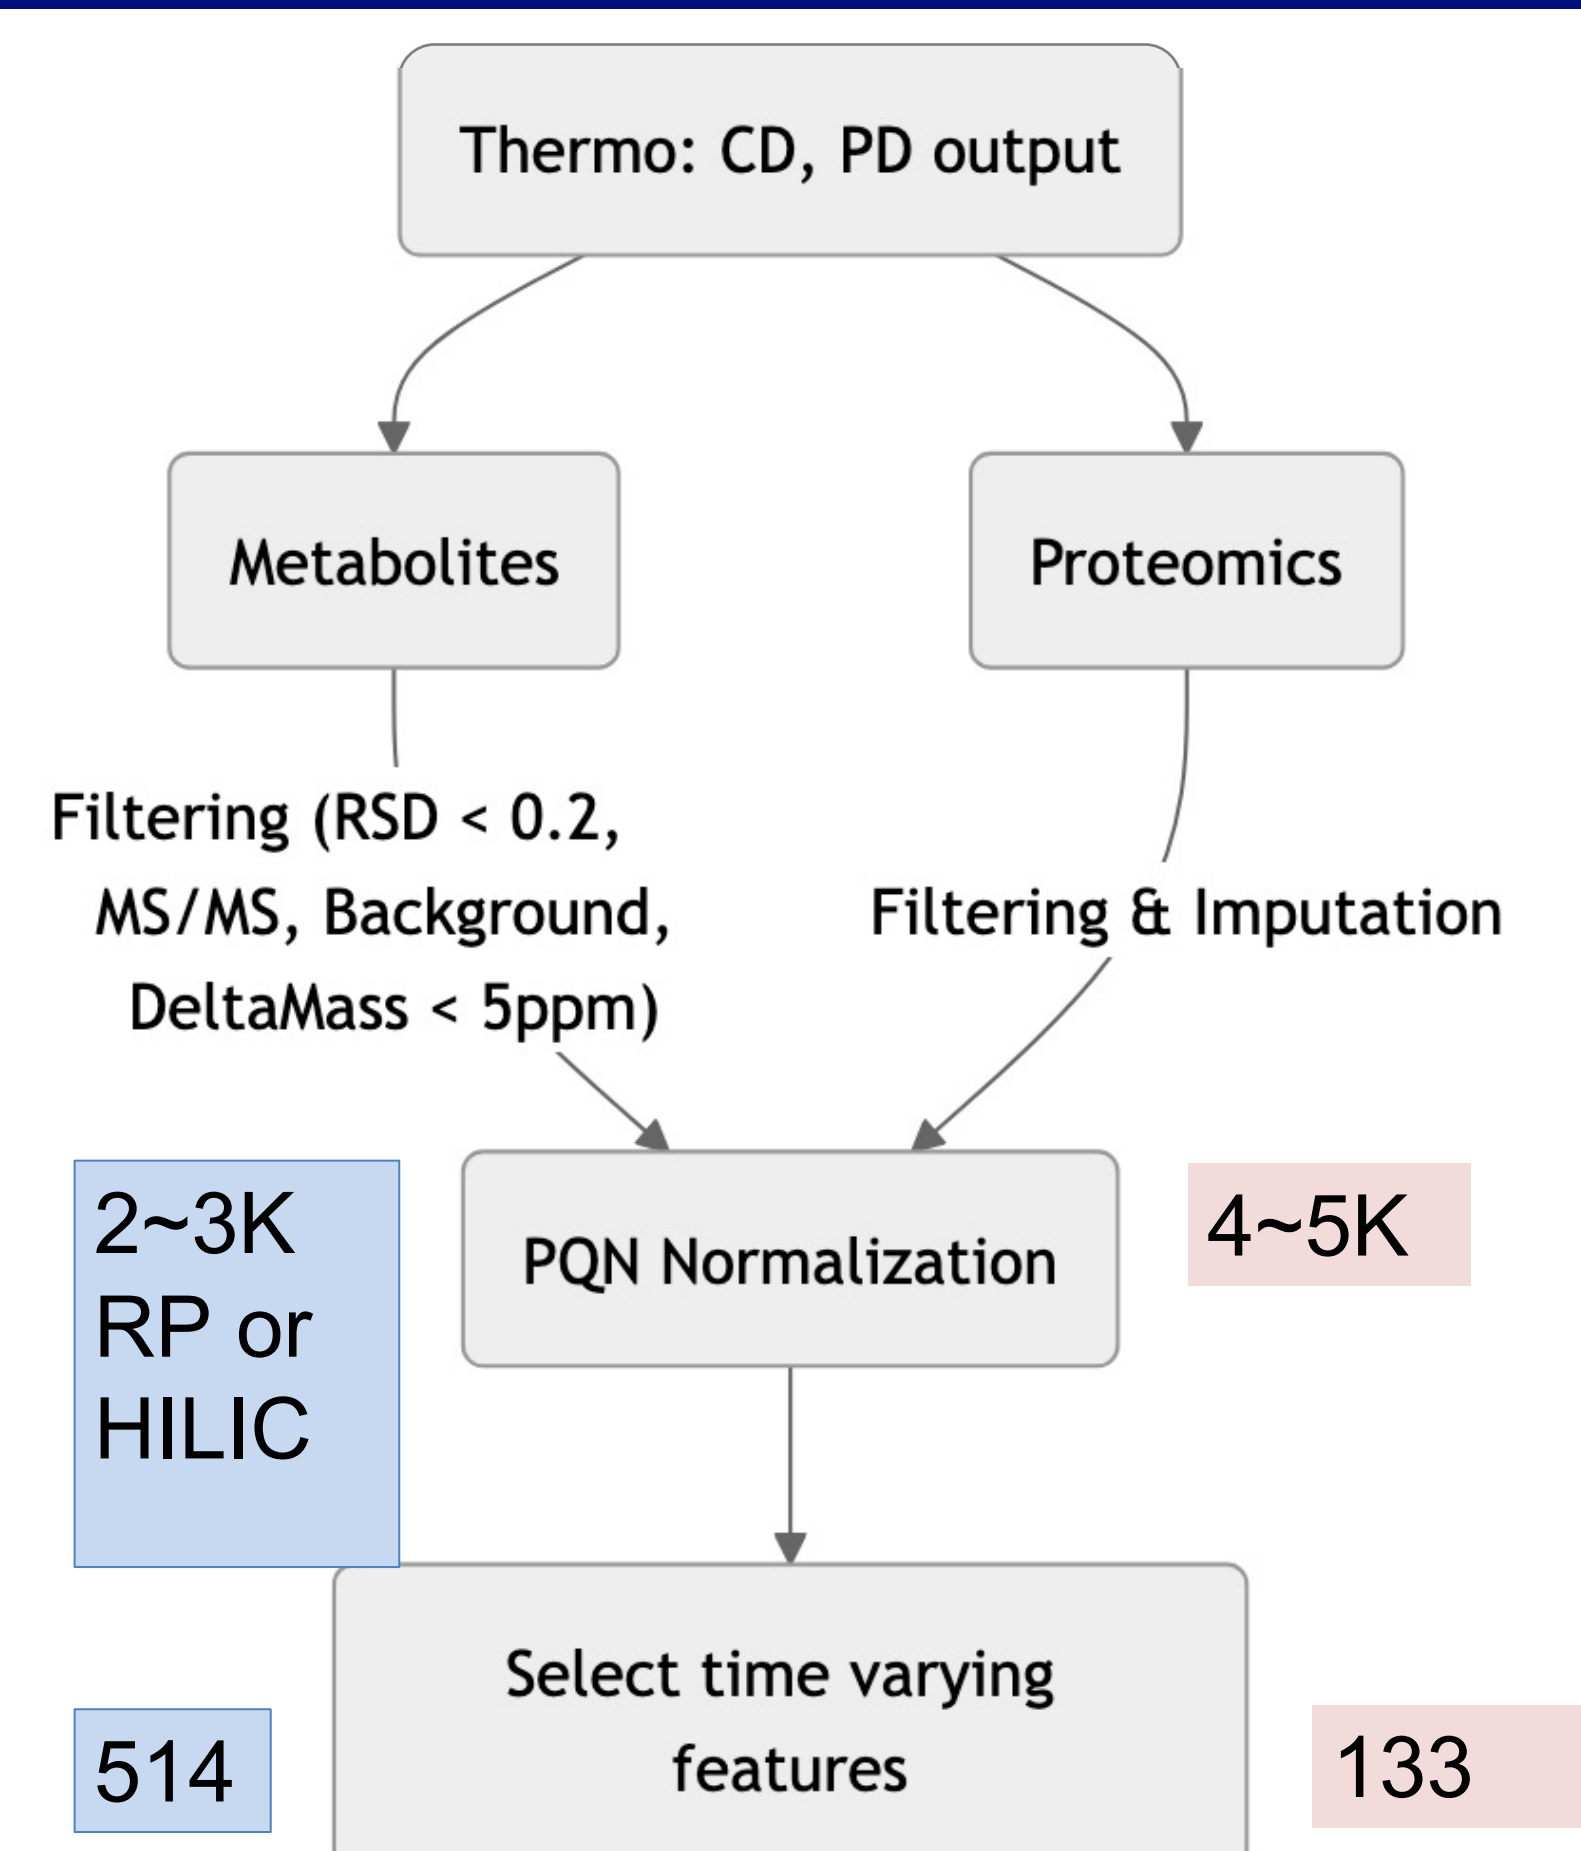 Thermo: CD, PD output
Metabolites
Proteomics
Filtering (RSD < 0.2,
MS/MS, Background,
DeltaMass < 5ppm)
Filtering & Imputation
2~3K
RP or
HILIC
PQN Normalization
4~5K
Select time varying
features
514
133